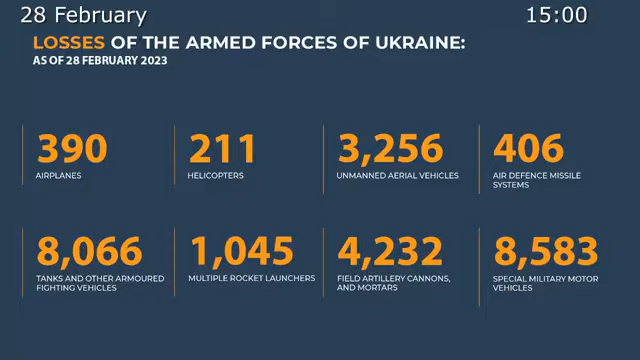 28 February 15:00
LOSSES OF THE ARMED FORCES OF UKRAINE:
AS OF 28 FEBRUARY 2023
390
AIRPLANES
211
HELICOPTERS
3,256
UNMANNED AERIAL VEHICLES
406
AIR DEFENCE MISSILE
SYSTEMS
8,066
TANKS AND OTHER ARMOURED
FIGHTING VEHICLES
1,045
MULTIPLE ROCKET LAUNCHERS
4,232
FIELD ARTILLERY CANNONS,
AND MORTARS
8,583
SPECIAL MILITARY MOTOR
VEHICLES